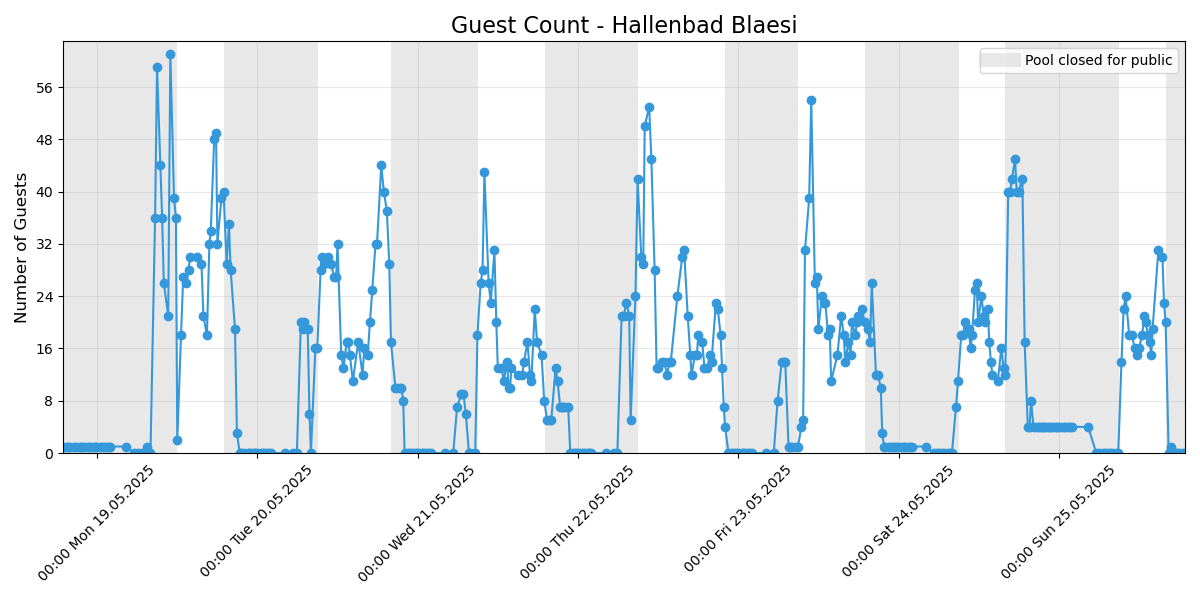 Guest Count - Hallenbad Blaesi
Pool closed for public
Number of Guests
56
48
40
32
24
16
8
0
00:00 Mon 19.05.2025
00:00 Tue 20.05.2025
00:00 Wed 21.05.2025
00:00 Thu 22.05.2025
00:00 Fri 23.05.2025
00:00 Sat 24.05.2025
00:00 Sun 25.05.2025